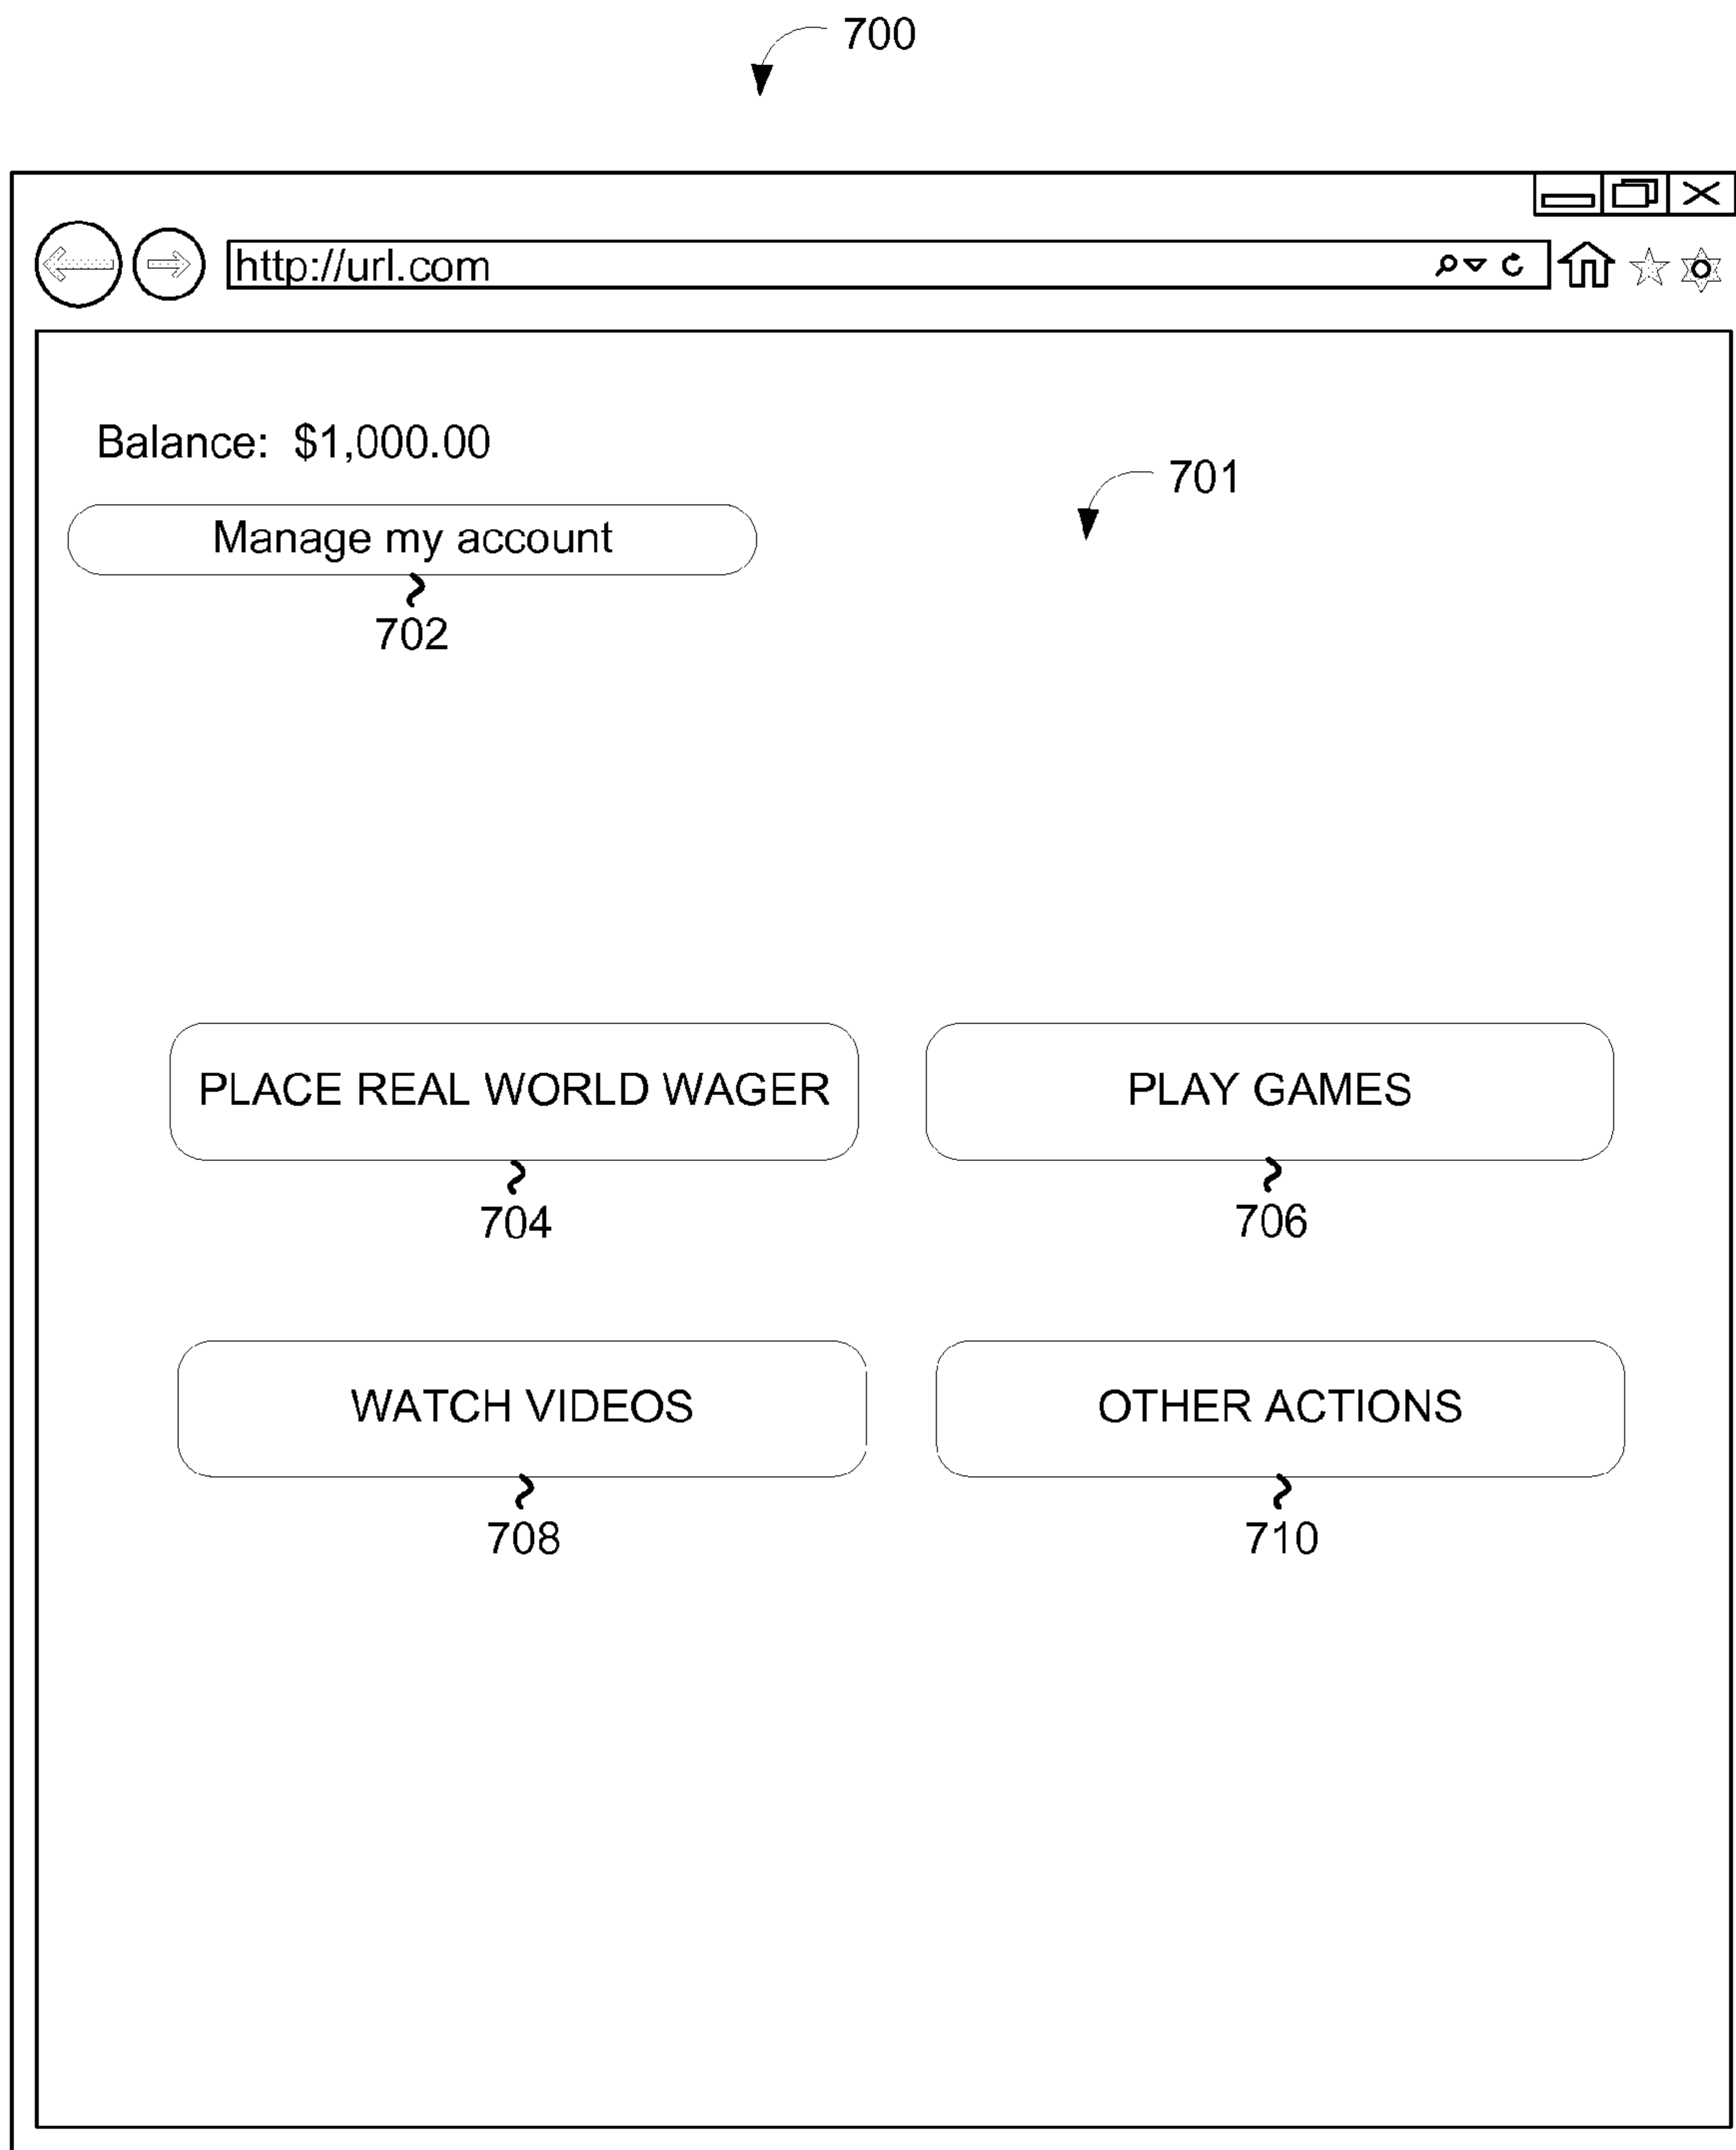 700
http://url.com
Balance: $1,000.00
701
Manage my account
702
PLACE REAL WORLD WAGER
PLAY GAMES
704
706
WATCH VIDEOS
OTHER ACTIONS
708
710